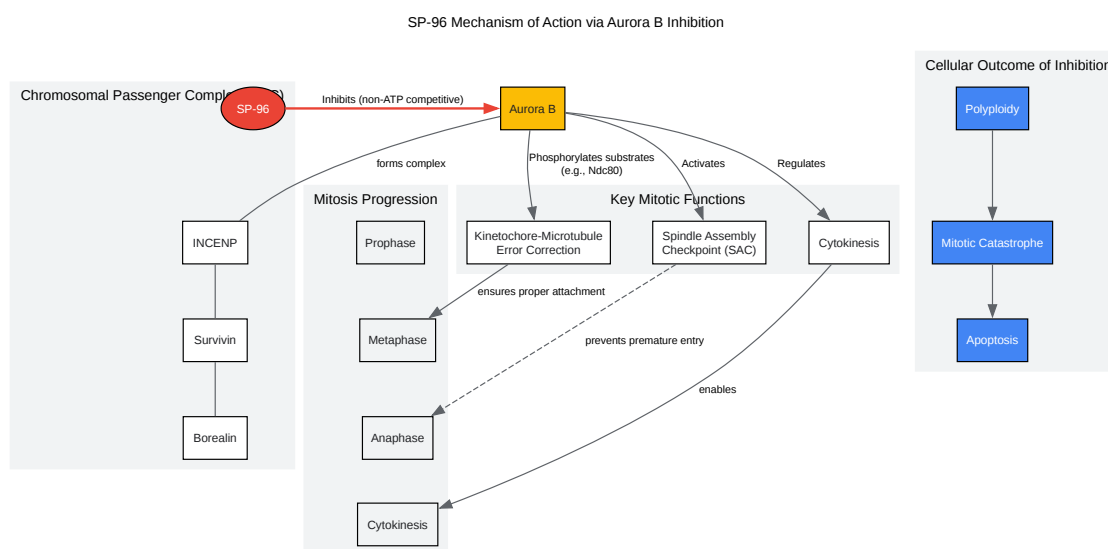 SP-96 Mechanism of Action via Aurora B Inhibition
Cellular Outcome of Inhibition
Chromosomal Passenger
SP-96
Inhibits (non-ATP competitive)
Aurora B
Polyploidy
forms complex
Phosphorylates substrates
(e.g., Ndc80)
Activates
Regulates
Mitosis Progression
Key Mitotic Functions
INCENP
Prophase
Kinetochore-Microtubule
Error Correction
Spindle Assembly
Checkpoint (SAC)
Cytokinesis
Mitotic Catastrophe
ensures proper attachment
Survivin
Metaphase
prevents premature entry
Apoptosis
enables
Borealin
Anaphase
Cytokinesis